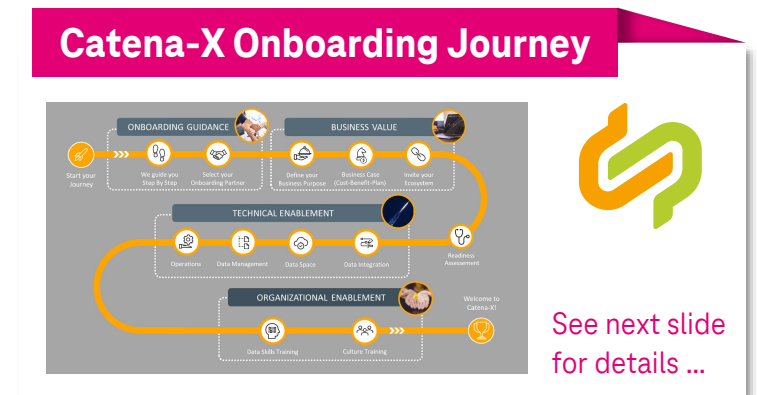 Catena-X Onboarding Journey
ONBOARDING GUIDANCE
BUSINESS VALUE
Start your
Journey
We guide you
Step By Step
Select your
Onboarding Partner
Define your
Business Purpose
Business Case
(Cost-Benefit-Plan)
Invite your
Ecosystem
TECHNICAL ENABLEMENT
Operations
Data Management
Data Space
Data Integration
Readiness
Assessment
ORGANIZATIONAL ENABLEMENT
Welcome to
Catena-X!
Data Skills Training
Culture Training
See next slide
for details ...